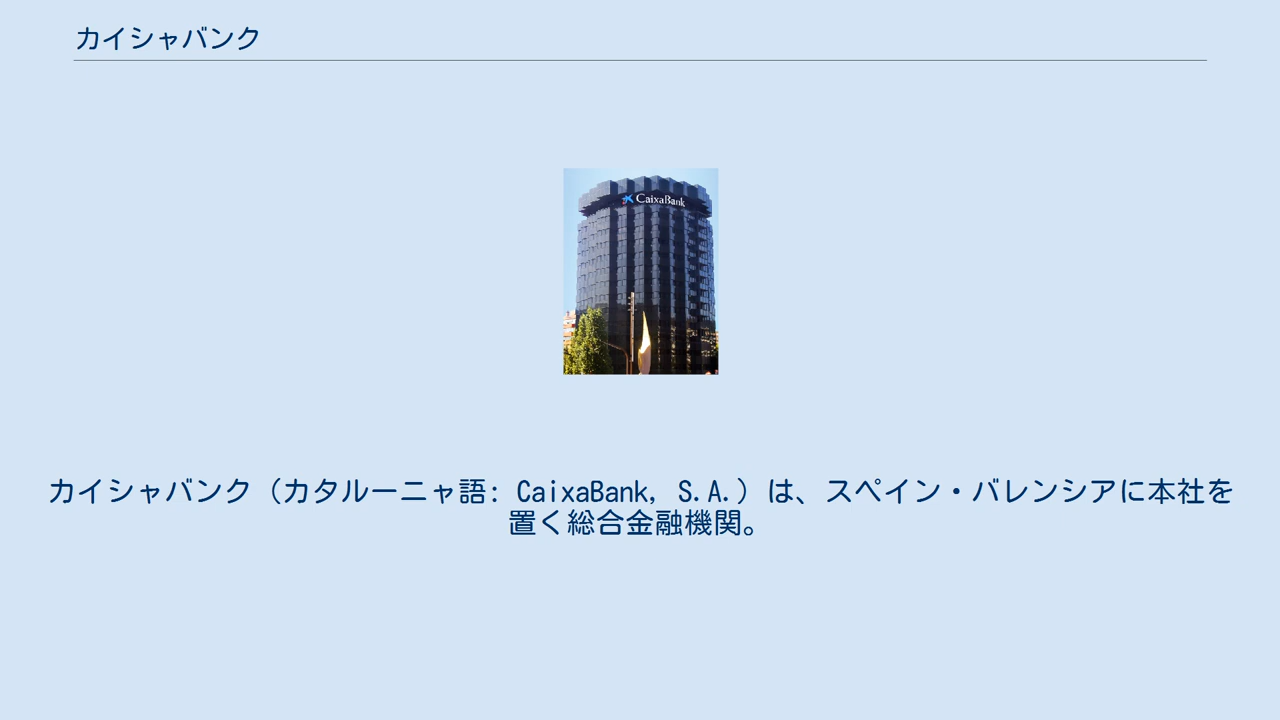 カイシャバンク
CaixaBank
カイシャバンク（カタルーニャ語: CaixaBank, S.A.）は、スペイン・バレンシアに本社を
置く総合金融機関。